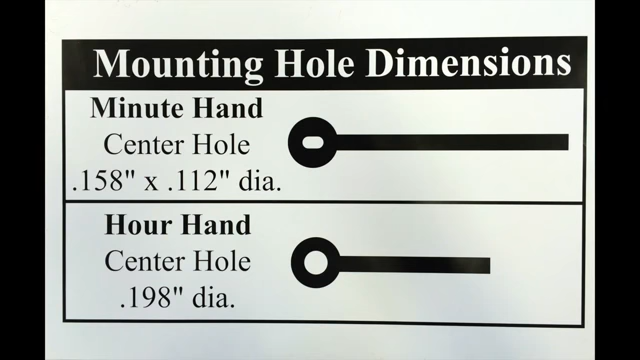 Mounting Hole Dimensions
Minute Hand
Center Hole
.158" x .112" dia.
Hour Hand
Center Hole
.198" dia.